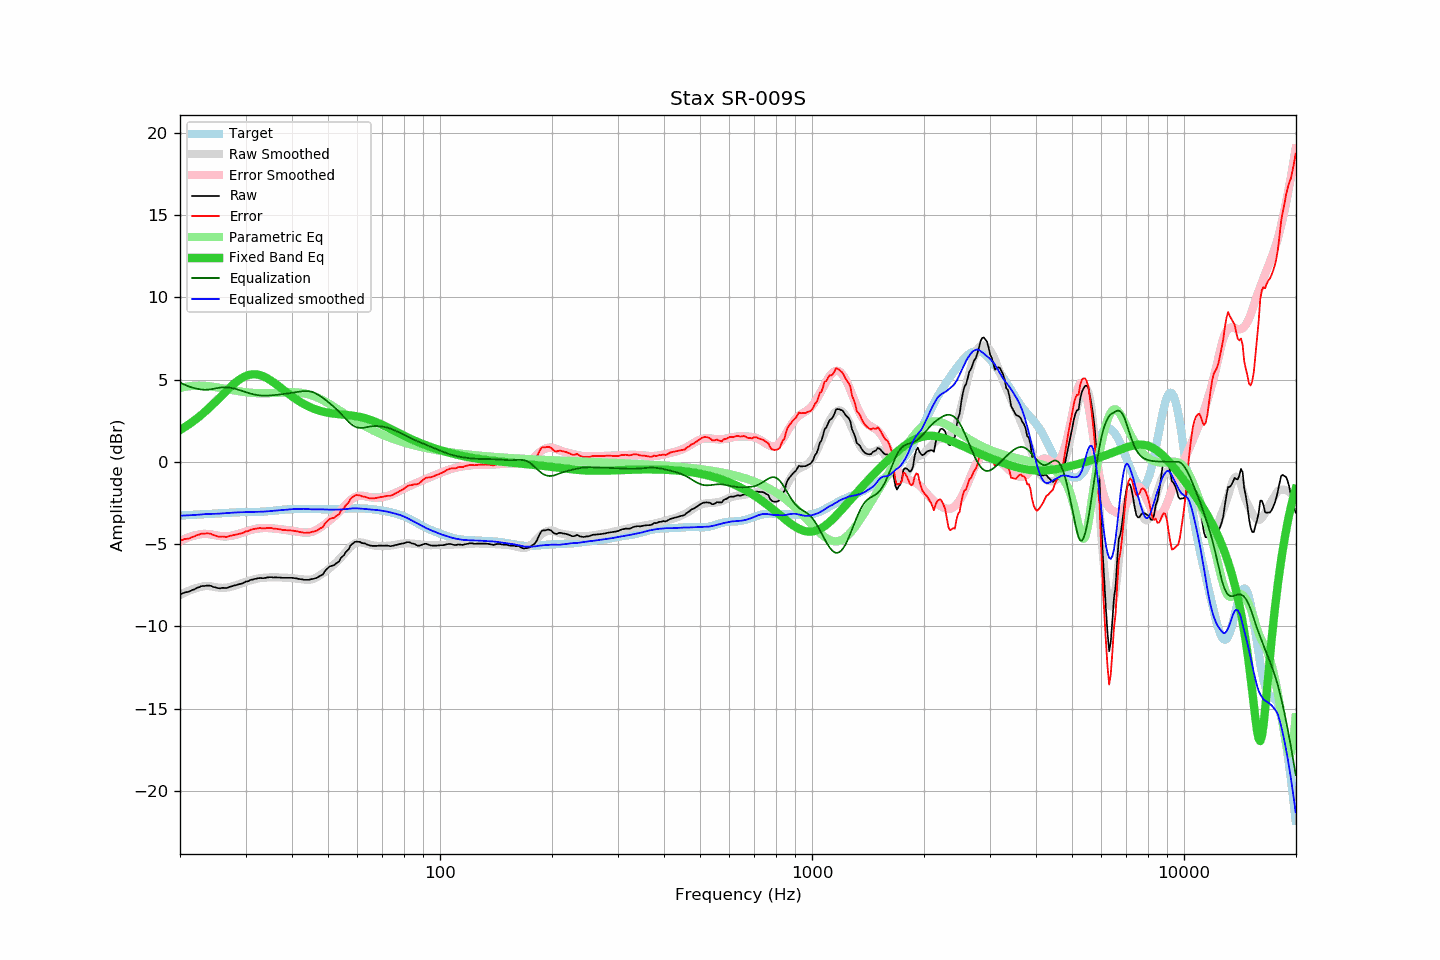 Stax SR-009S
Target
Raw Smoothed
Error Smoothed
Raw
Error
Parametric Eq
Fixed Band Eq
Equalization
Equalized smoothed
20
15
10
5
0
−5
−10
−15
−20
Amplitude (dBr)
100
1000
10000
Frequency (Hz)